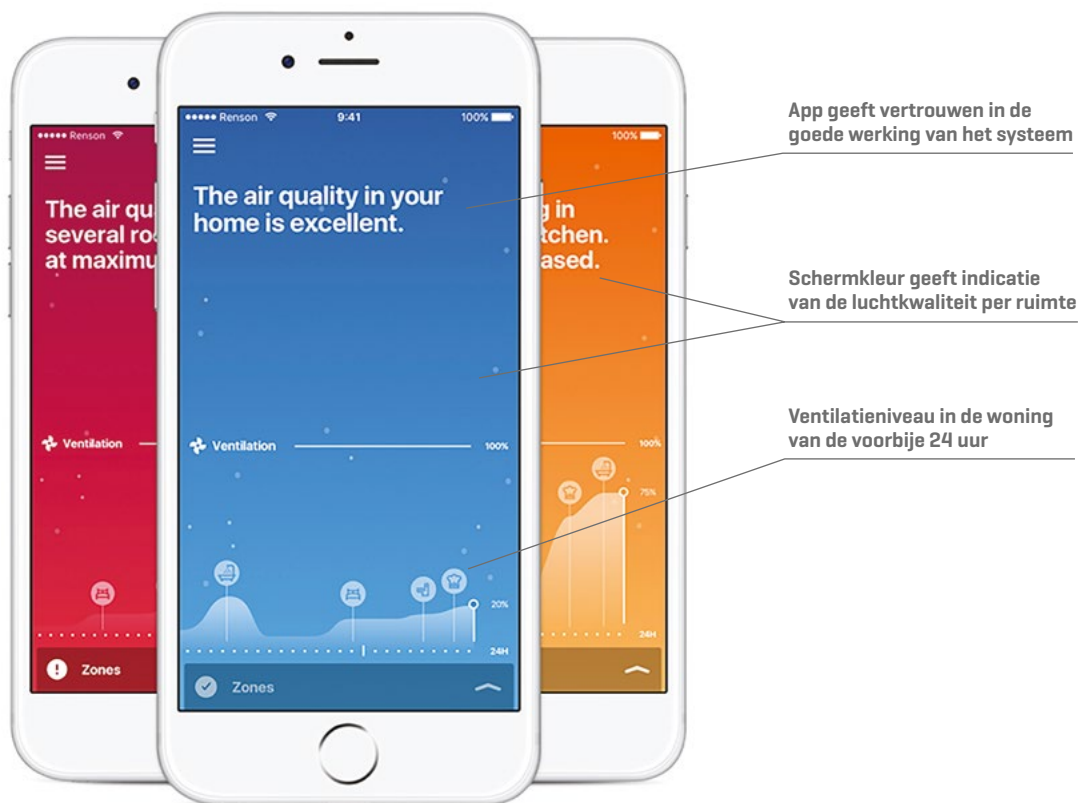 Renson
The air qu
several ro
at maximu
Ventilation
Zones
Renson 9:41 100%
The air quality in your
home is excellent.
Ventilation 100%
20%
24H
Zones
100%
g in
tchen.
ased.
100%
75%
24H
App geeft vertrouwen in de
goede werking van het systeem
Schermkleur geeft indicatie
van de luchtkwaliteit per ruimte
Ventilatieniveau in de woning
van de voorbije 24 uur